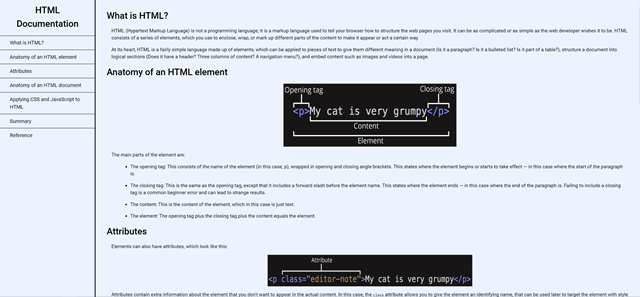 HTML
Documentation
What is HTML?
Anatomy of an HTML element
Attributes
Anatomy of an HTML document
Applying CSS and JavaScript to
HTML
Summary
Reference
What is HTML?
HTML (Hypertext Markup Language) is not a programming language; it is a markup language used to tell your browser how to structure the web pages you visit. It can be as complicated or as simple as the web developer wishes it to be. HTML
consists of a series of elements, which you use to enclose, wrap, or mark up different parts of the content to make it appear or act a certain way.
At its heart, HTML is a fairly simple language made up of elements, which can be applied to pieces of text to give them different meaning in a document (Is it a paragraph? Is it a bulleted list? Is it part of a table?), structure a document into
logical sections (Does it have a header? Three columns of content? A navigation menu?), and embed content such as images and videos into a page.
Anatomy of an HTML element
Opening tag
Closing tag
<p>My cat is very grumpy</p>
Content
Element
The main parts of the element are:
• The opening tag: This consists of the name of the element (in this case, p), wrapped in opening and closing angle brackets. This states where the element begins or starts to take effect — in this case where the start of the paragraph
is.
• The closing tag: This is the same as the opening tag, except that it includes a forward slash before the element name. This states where the element ends — in this case where the end of the paragraph is. Failing to include a closing
tag is a common beginner error and can lead to strange results.
• The content: This is the content of the element, which in this case is just text.
• The element: The opening tag plus the closing tag plus the content equals the element.
Attributes
Elements can also have attributes, which look like this:
Attribute
<p class="editor-note">My cat is very grumpy</p>
Attributes contain extra information about the element that you don't want to appear in the actual content. In this case, the class attribute allows you to give the element an identifying name, that can be used later to target the element with style